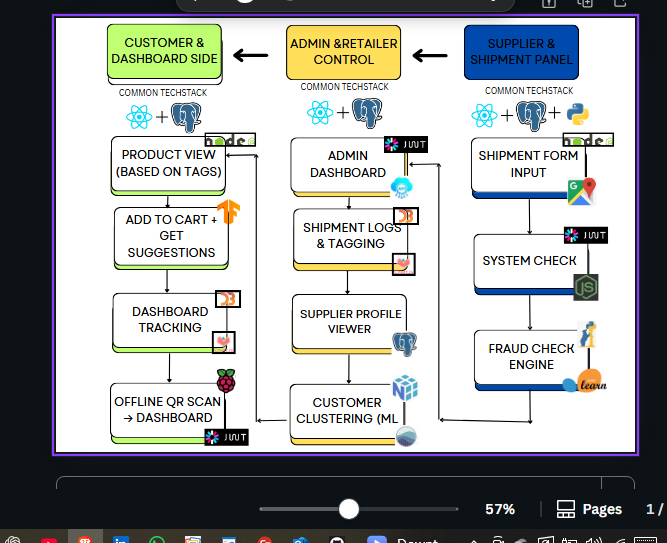 CUSTOMER &
DASHBOARD SIDE
ADMIN &RETAILER
CONTROL
SUPPLIER &
SHIPMENT PANEL
COMMON TECHSTACK
COMMON TECHSTACK
COMMON TECHSTACK
+
+
+
+
node
PRODUCT VIEW
(BASED ON TAGS)
ADD TO CART +
GET
SUGGESTIONS
DASHBOARD
TRACKING
OFFLINE QR SCAN
→ DASHBOARD
JWT
JWT
ADMIN
DASHBOARD
SHIPMENT LOGS
& TAGGING
SUPPLIER PROFILE
VIEWER
CUSTOMER
CLUSTERING (ML
node
SHIPMENT FORM
INPUT
JWT
SYSTEM CHECK
JS
FRAUD CHECK
ENGINE
learn
57%
Pages
1 /